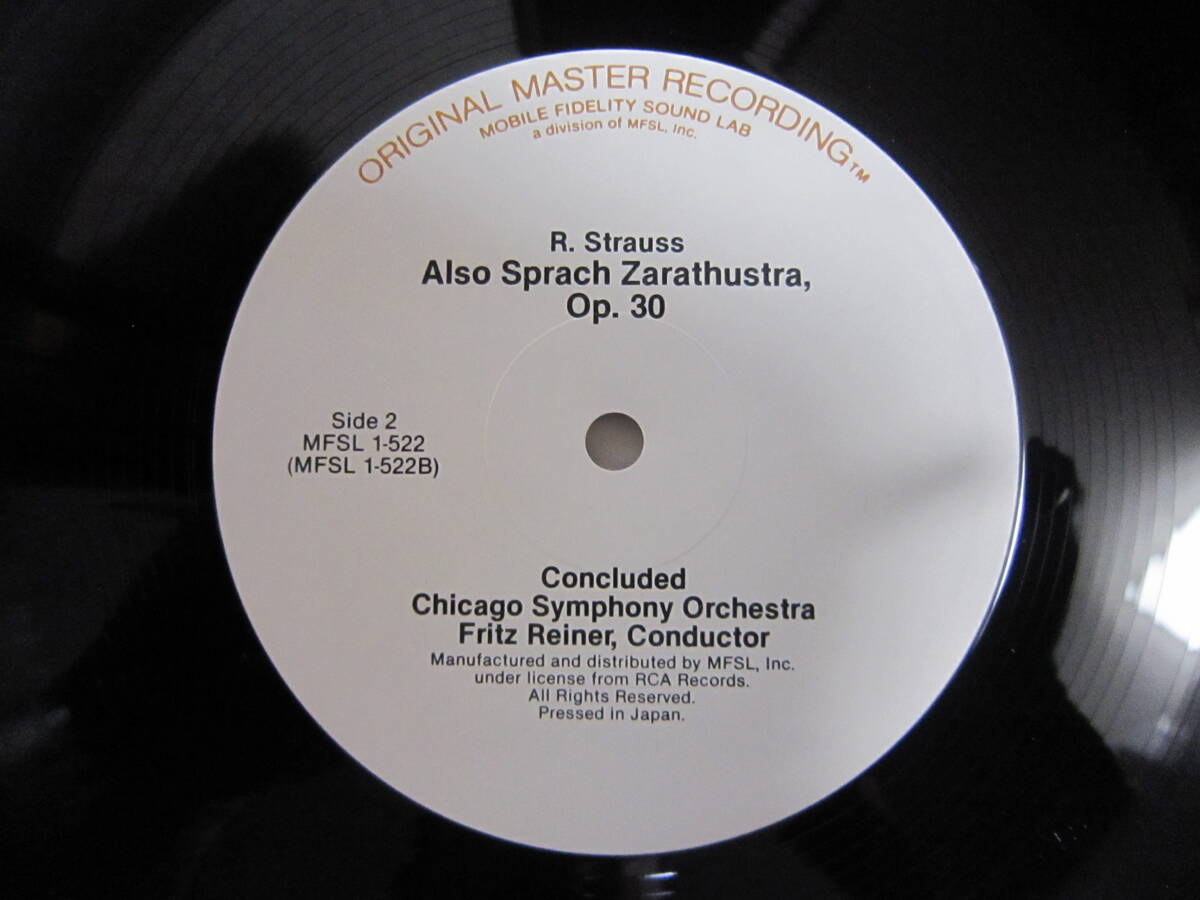 ORIGINAL MASTER RECORDING™
MOBILE FIDELITY SOUND LAB
a division of MFSL, Inc.
R. Strauss
Also Sprach Zarathustra,
Op. 30
Side 2
MFSL 1-522
(MFSL 1-522B)
Concluded
Chicago Symphony Orchestra
Fritz Reiner, Conductor
Manufactured and distributed by MFSL, Inc.
under license from RCA Records.
All Rights Reserved.
Pressed in Japan.